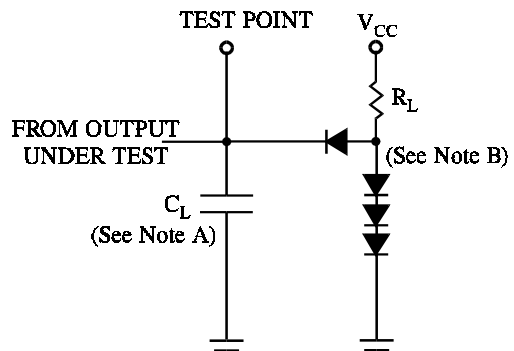 TEST POINT
VCC
RL
FROM OUTPUT
UNDER TEST
(See Note B)
CL
(See Note A)